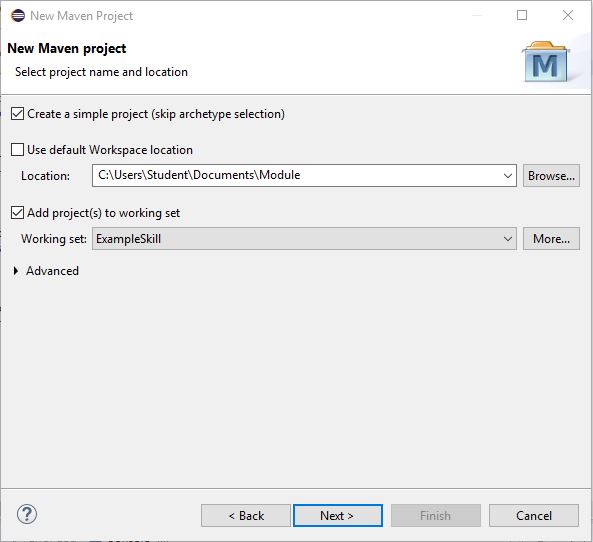 New Maven Project
New Maven project
Select project name and location
M
Create a simple project (skip archetype selection)
Use default Workspace location
Location: C:\Users\Student\Documents\Module Browse...
Add project(s) to working set
Working set: ExampleSkill More...
Advanced
? < Back Next > Finish Cancel